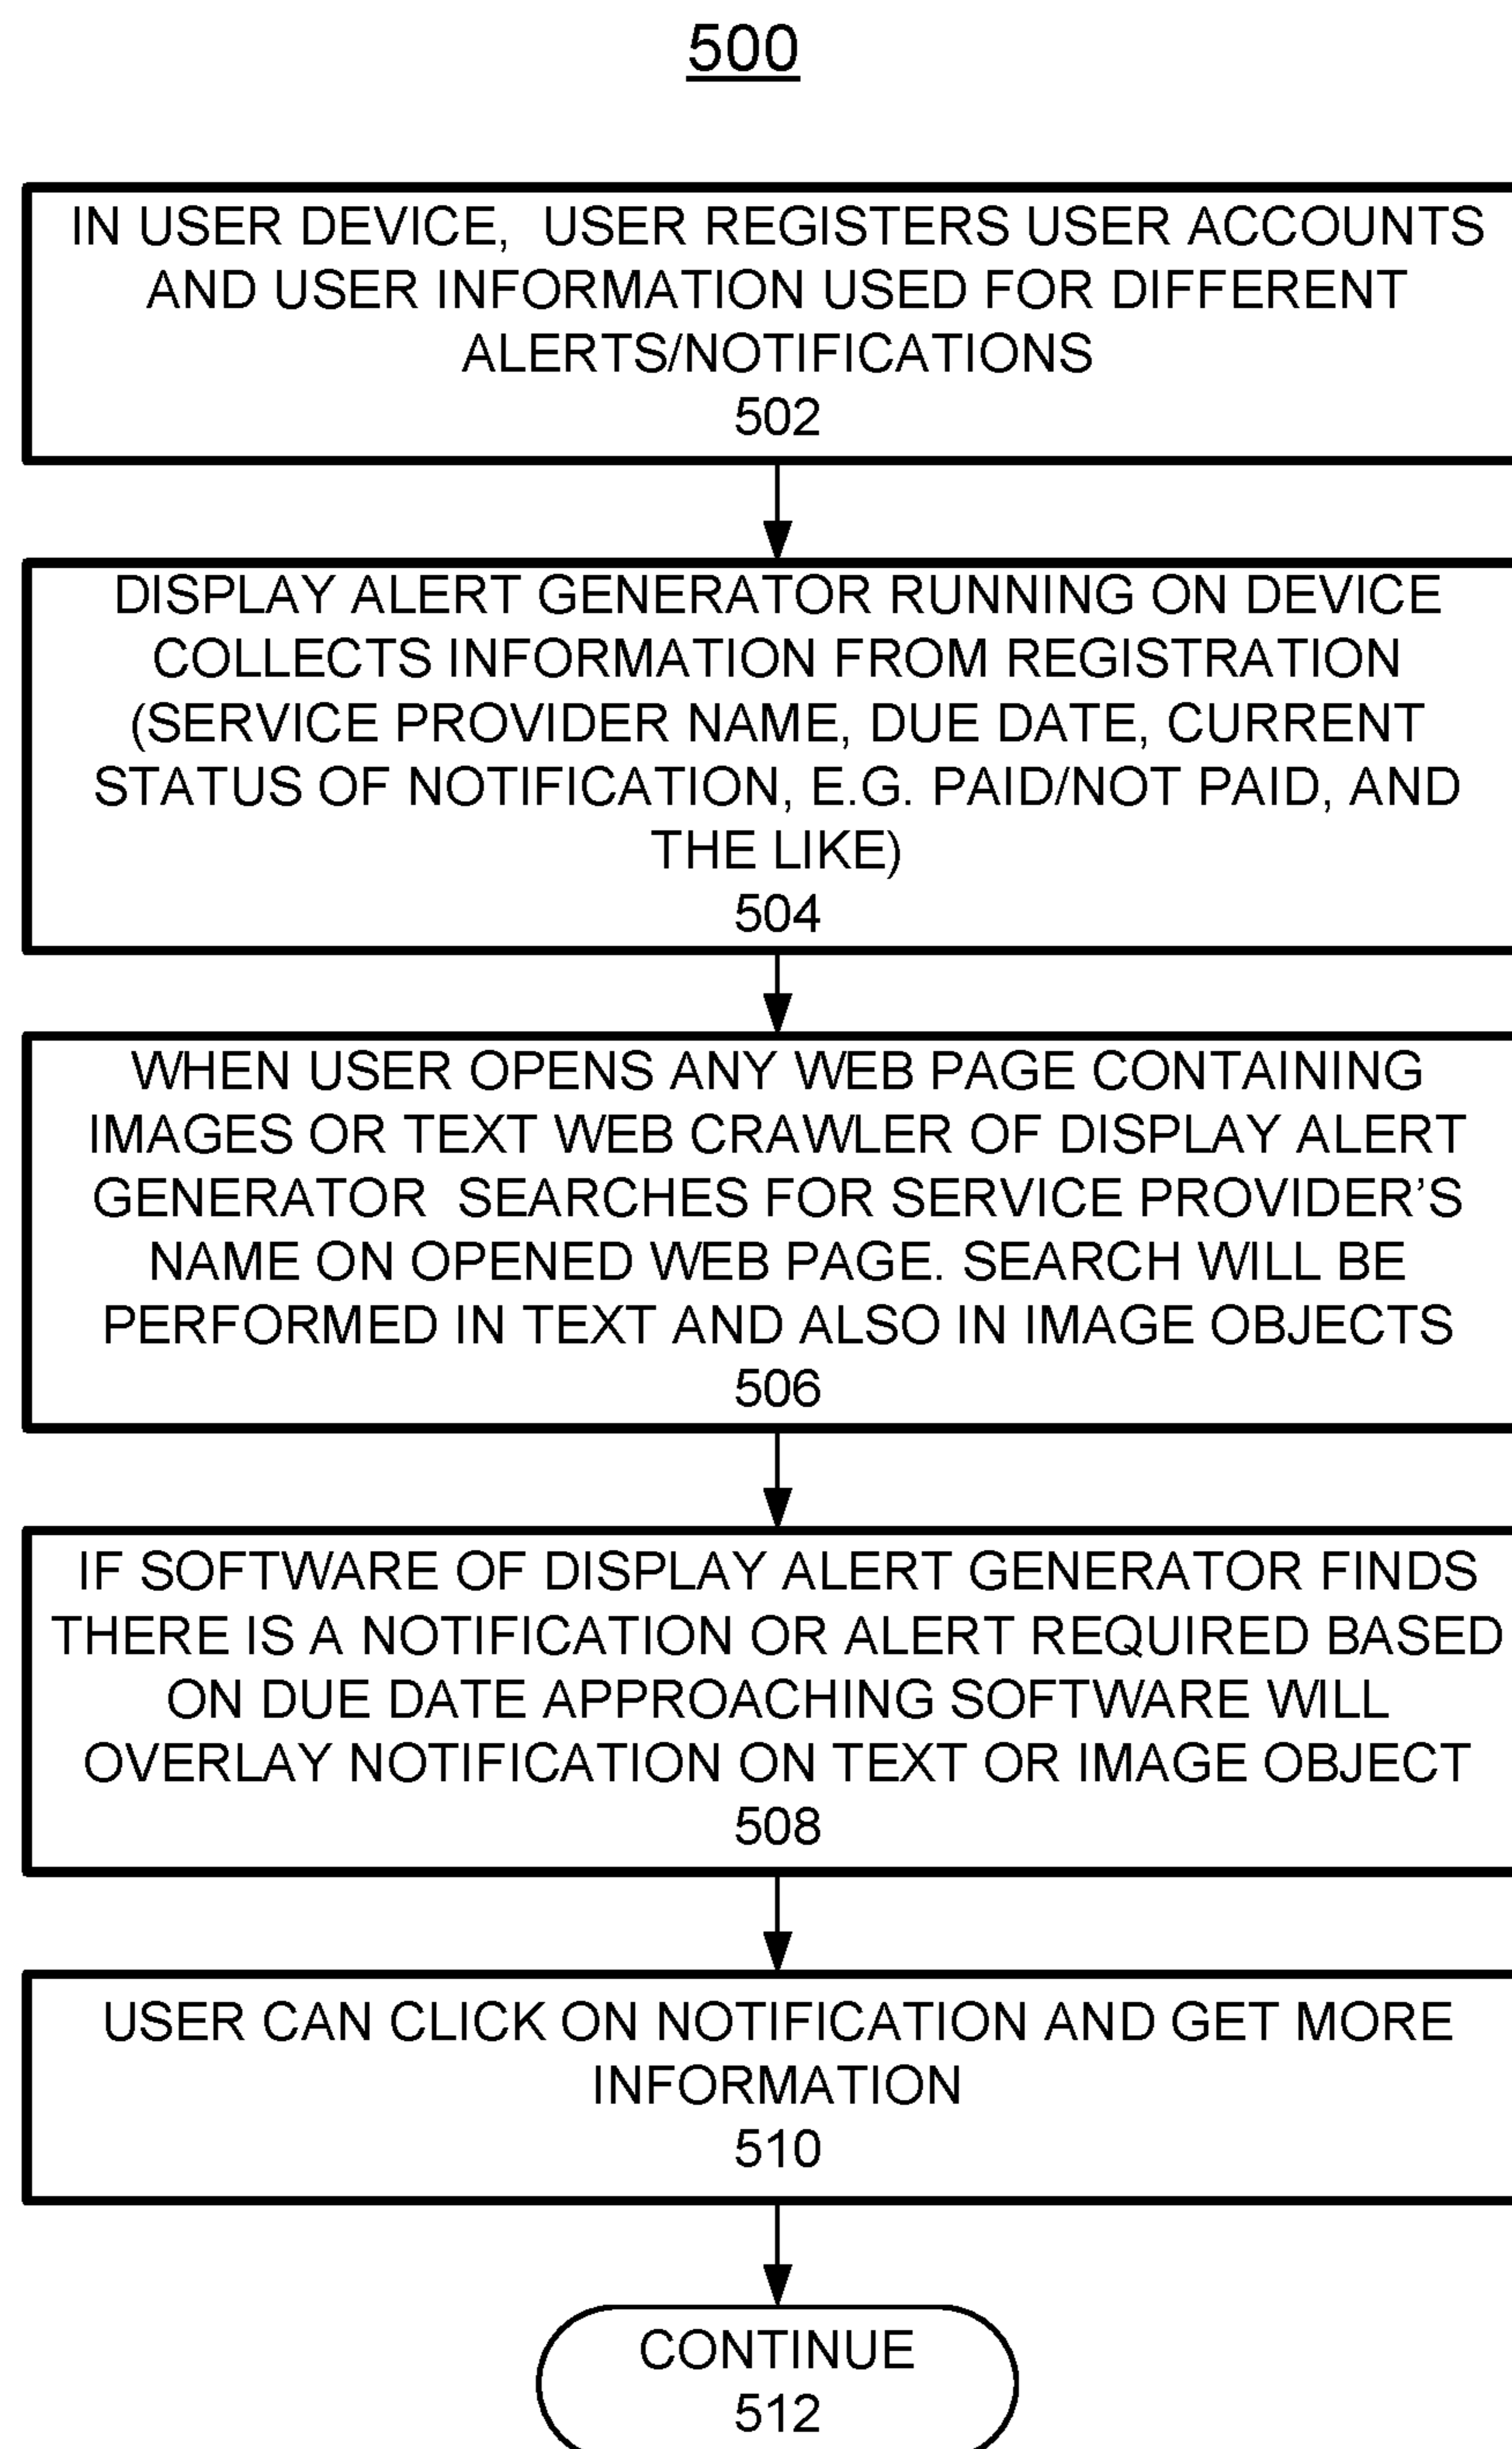 500
IN USER DEVICE, USER REGISTERS USER ACCOUNTS
AND USER INFORMATION USED FOR DIFFERENT
ALERTS/NOTIFICATIONS
502
DISPLAY ALERT GENERATOR RUNNING ON DEVICE
COLLECTS INFORMATION FROM REGISTRATION
(SERVICE PROVIDER NAME, DUE DATE, CURRENT
STATUS OF NOTIFICATION, E.G. PAID/NOT PAID, AND
THE LIKE)
504
WHEN USER OPENS ANY WEB PAGE CONTAINING
IMAGES OR TEXT WEB CRAWLER OF DISPLAY ALERT
GENERATOR SEARCHES FOR SERVICE PROVIDER’S
NAME ON OPENED WEB PAGE. SEARCH WILL BE
PERFORMED IN TEXT AND ALSO IN IMAGE OBJECTS
506
IF SOFTWARE OF DISPLAY ALERT GENERATOR FINDS
THERE IS A NOTIFICATION OR ALERT REQUIRED BASED
ON DUE DATE APPROACHING SOFTWARE WILL
OVERLAY NOTIFICATION ON TEXT OR IMAGE OBJECT
508
USER CAN CLICK ON NOTIFICATION AND GET MORE
INFORMATION
510
CONTINUE
512